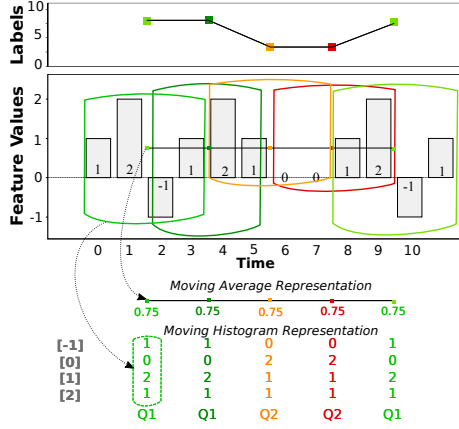 10
5
0
Labels
2
1
0
-1
Feature Values
1 2 -1 1 2 1 0 0 1 2 -1 1
0 1 2 3 4 5 6 7 8 9 10
Time
Moving Average Representation
0.75 0.75 0.75 0.75 0.75
Moving Histogram Representation
[-1] 1 1 0 0 1
[0] 0 0 2 2 0
[1] 2 2 1 1 2
[2] 1 1 1 1 1
Q1 Q1 Q2 Q2 Q1